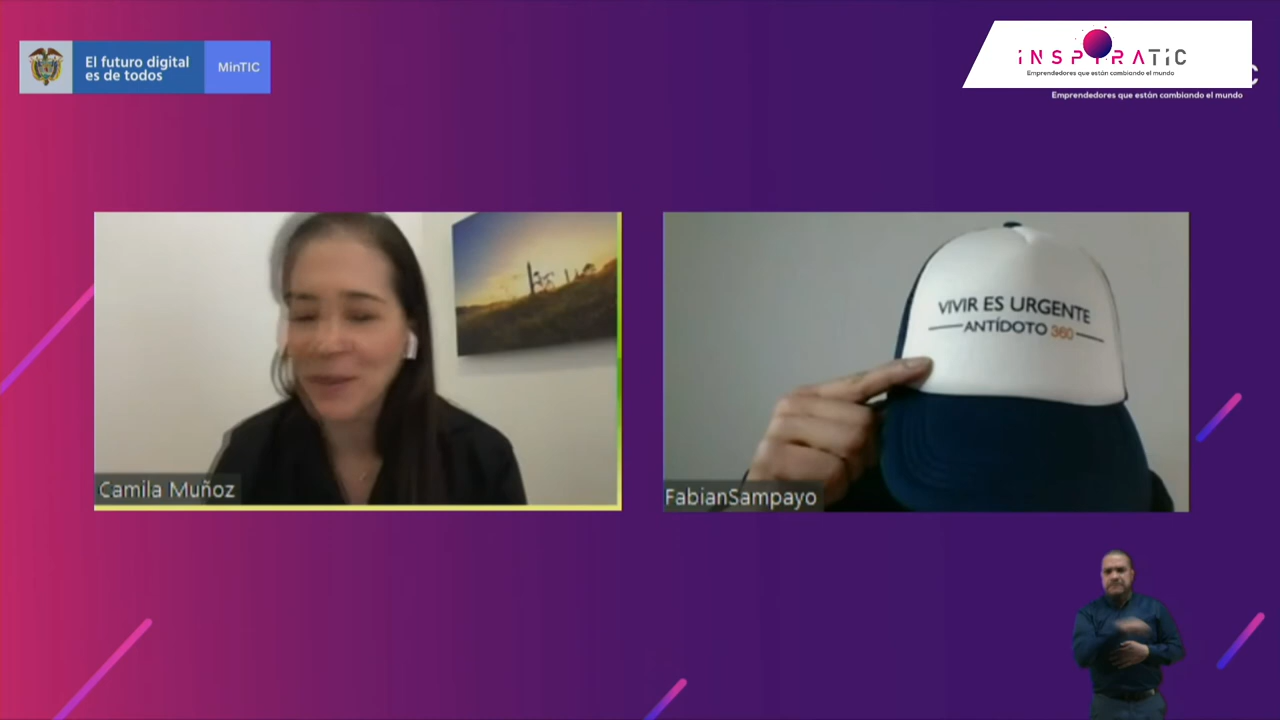 El futuro digital
es de todos
MinTIC
INSPIRATIC
Emprendedores que están cambiando el mundo
C
Emprendedores que están cambiando el mundo
VIVIR ES URGENTE
ANTÍDOTO 360
Camila Muñoz
FabianSampayo